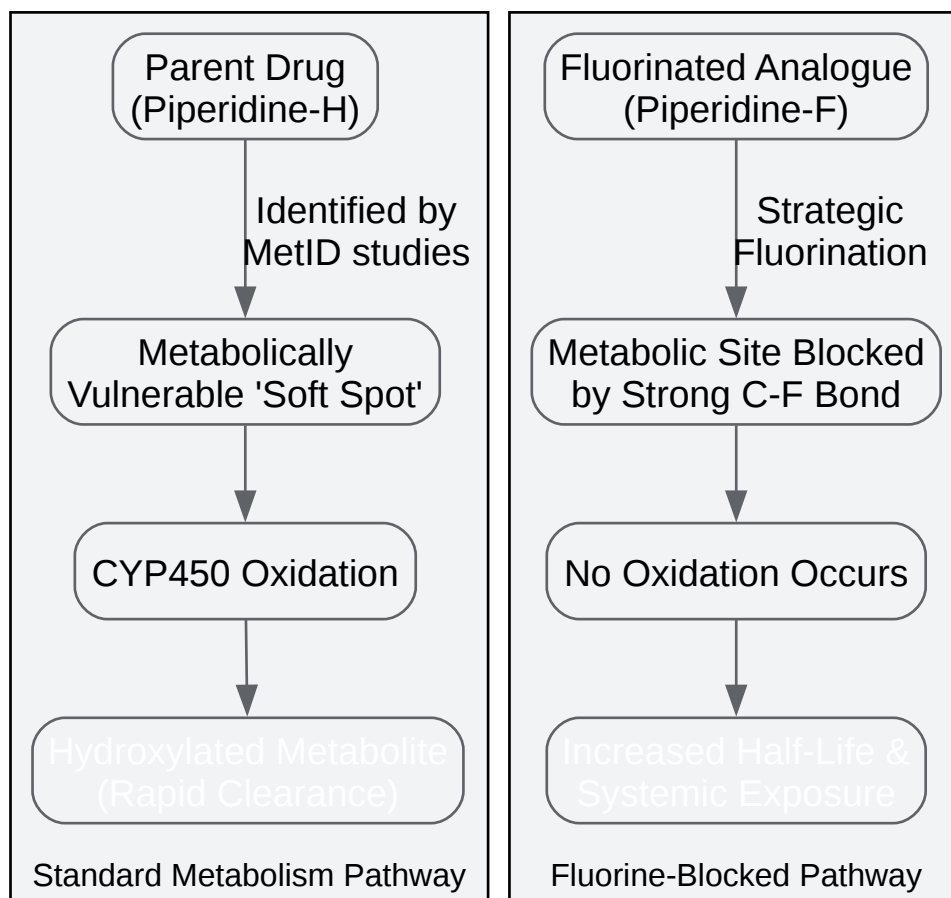 Parent Drug
(Piperidine-H)
Identified by
MetID studies
Metabolically
Vulnerable 'Soft Spot'
CYP450 Oxidation
Hydroxylated Metabolite
(Rapid Clearance)
Standard Metabolism Pathway
Fluorinated Analogue
(Piperidine-F)
Strategic
Fluorination
Metabolic Site Blocked
by Strong C-F Bond
No Oxidation Occurs
Increased Half-Life &
Systemic Exposure
Fluorine-Blocked Pathway